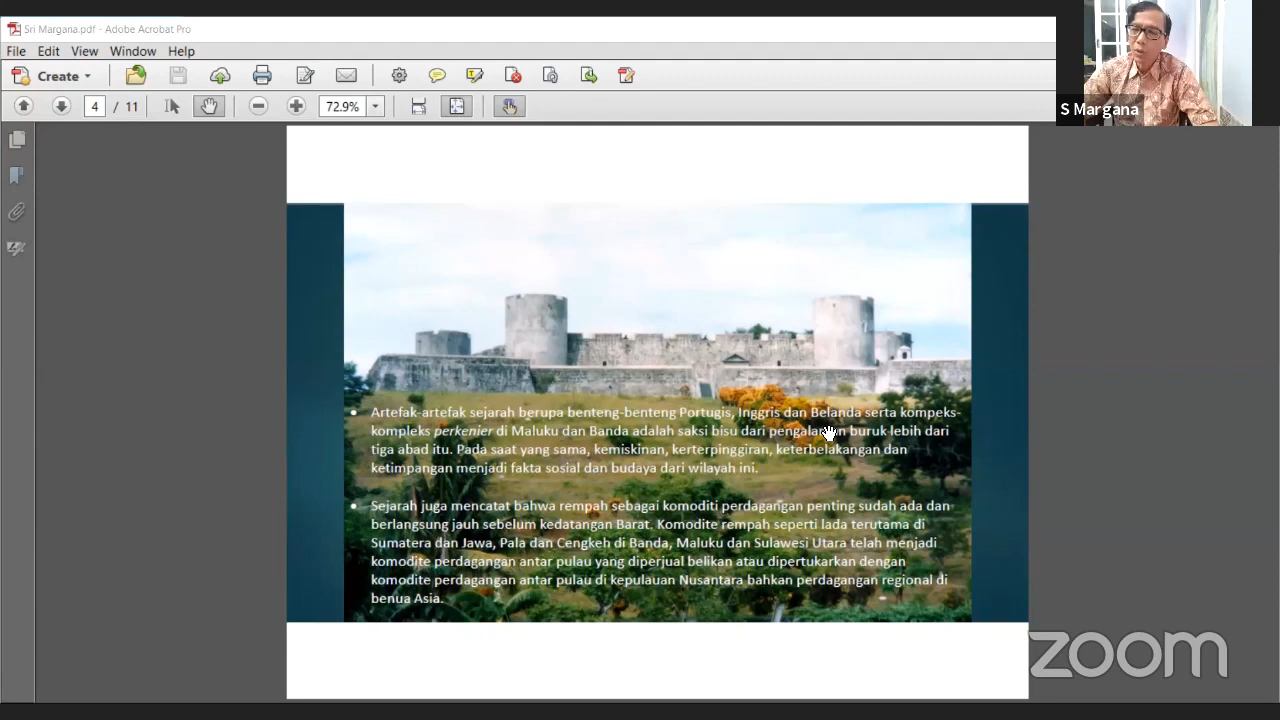 Sri Margana.pdf - Adobe Acrobat Pro
File Edit View Window Help
Create
4 / 11
72.9%
S Margana
• Artefak-artefak sejarah berupa benteng-benteng Portugis, Inggris dan Belanda serta kompeks-
kompleks perkenier di Maluku dan Banda adalah saksi bisu dari pengalaman buruk lebih dari
tiga abad itu. Pada saat yang sama, kemiskinan, kerterpinggiran, keterbelakangan dan
ketimpangan menjadi fakta sosial dan budaya dari wilayah ini.
• Sejarah juga mencatat bahwa rempah sebagai komoditi perdagangan penting sudah ada dan
berlangsung jauh sebelum kedatangan Barat. Komodite rempah seperti lada terutama di
Sumatera dan Jawa, Pala dan Cengkeh di Banda, Maluku dan Sulawesi Utara telah menjadi
komodite perdagangan antar pulau yang diperjual belikan atau dipertukarkan dengan
komodite perdagangan antar pulau di kepulauan Nusantara bahkan perdagangan regional di
benua Asia.
zoom